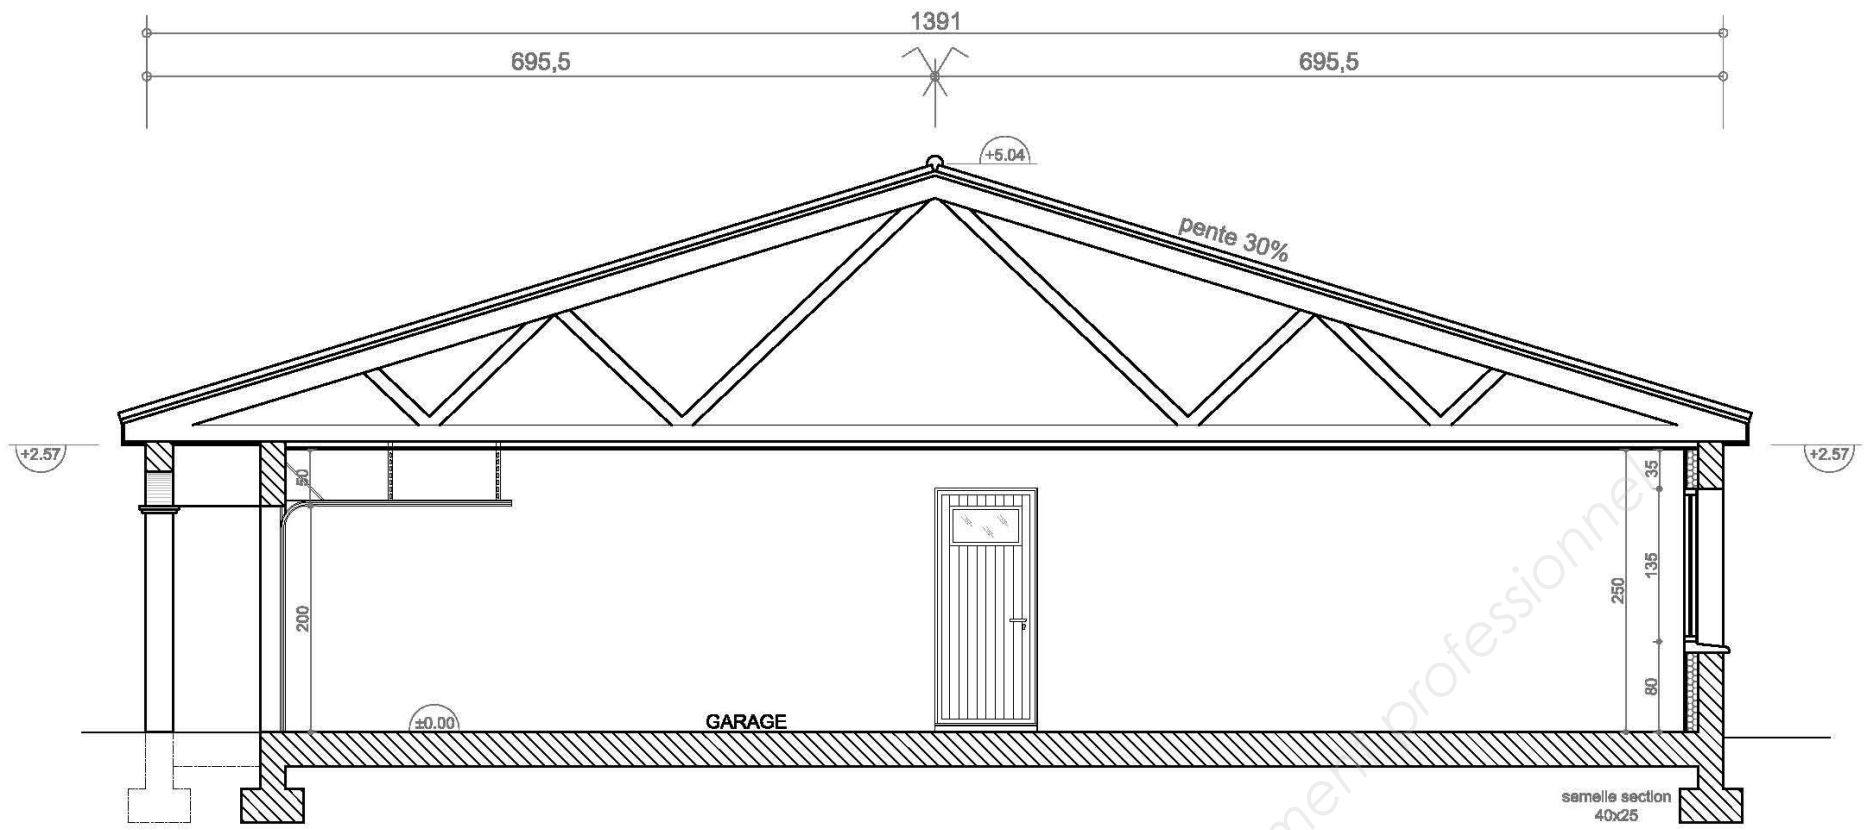 1391
695,5
695,5
+5.04
pente 30%
+2.57
+2.57
50
35
135
250
200
80
±0.00
GARAGE
professionnel
semelle section
40x25